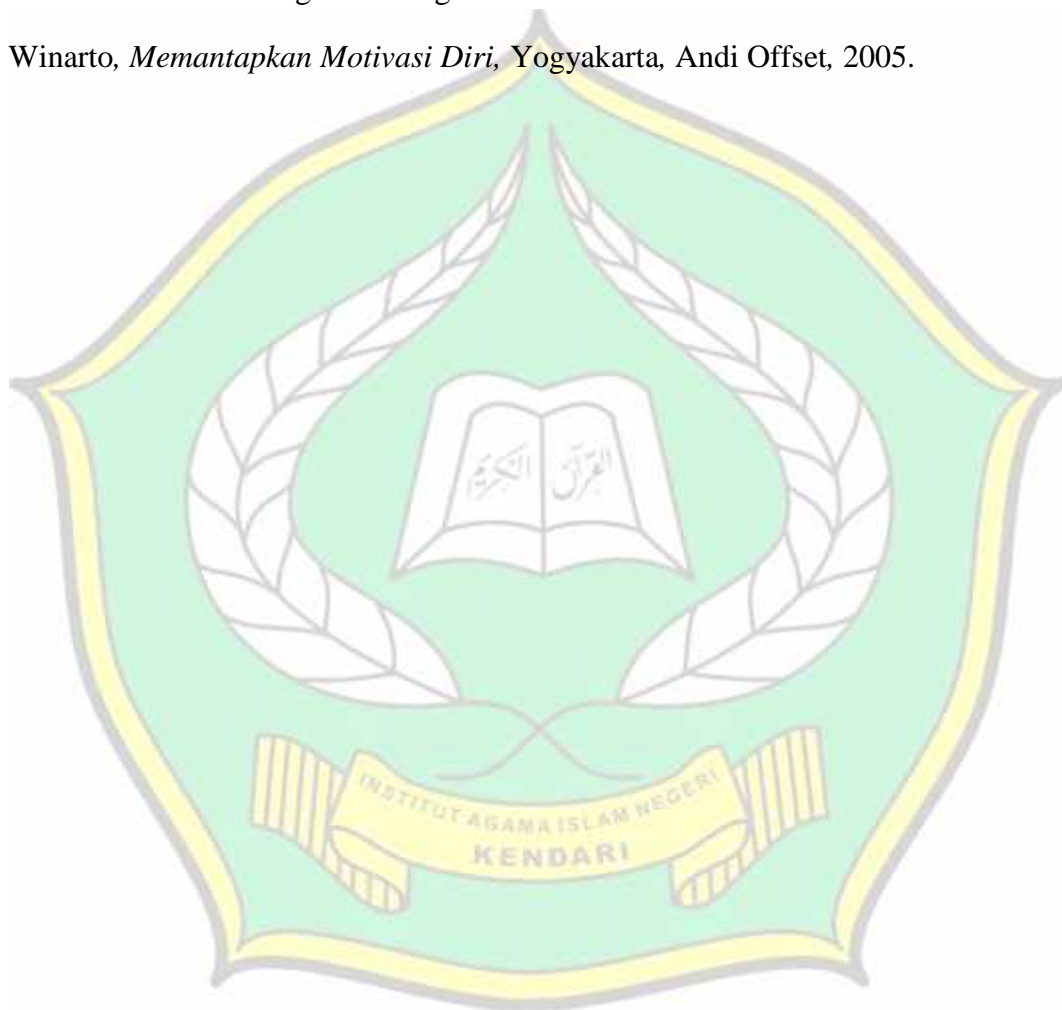 Winarto, Memantapkan Motivasi Diri, Yogyakarta, Andi Offset, 2005.
القرآن الكريم
INSTITUT AGAMA ISLAM NEGERI
KENDARI